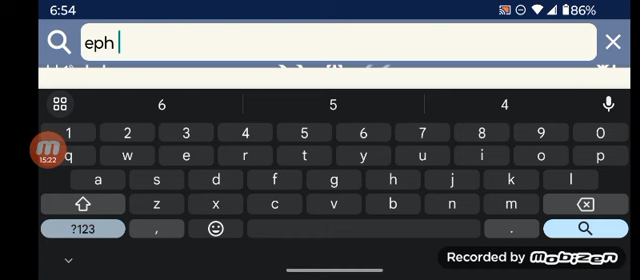 6:54 86%
eph
6 5 4
1 2 3 4 5 6 7 8 9 0
q w e r t y u i o p
15:22
a s d f g h j k l
z x c v b n m
?123 , .
Recorded by mobizen